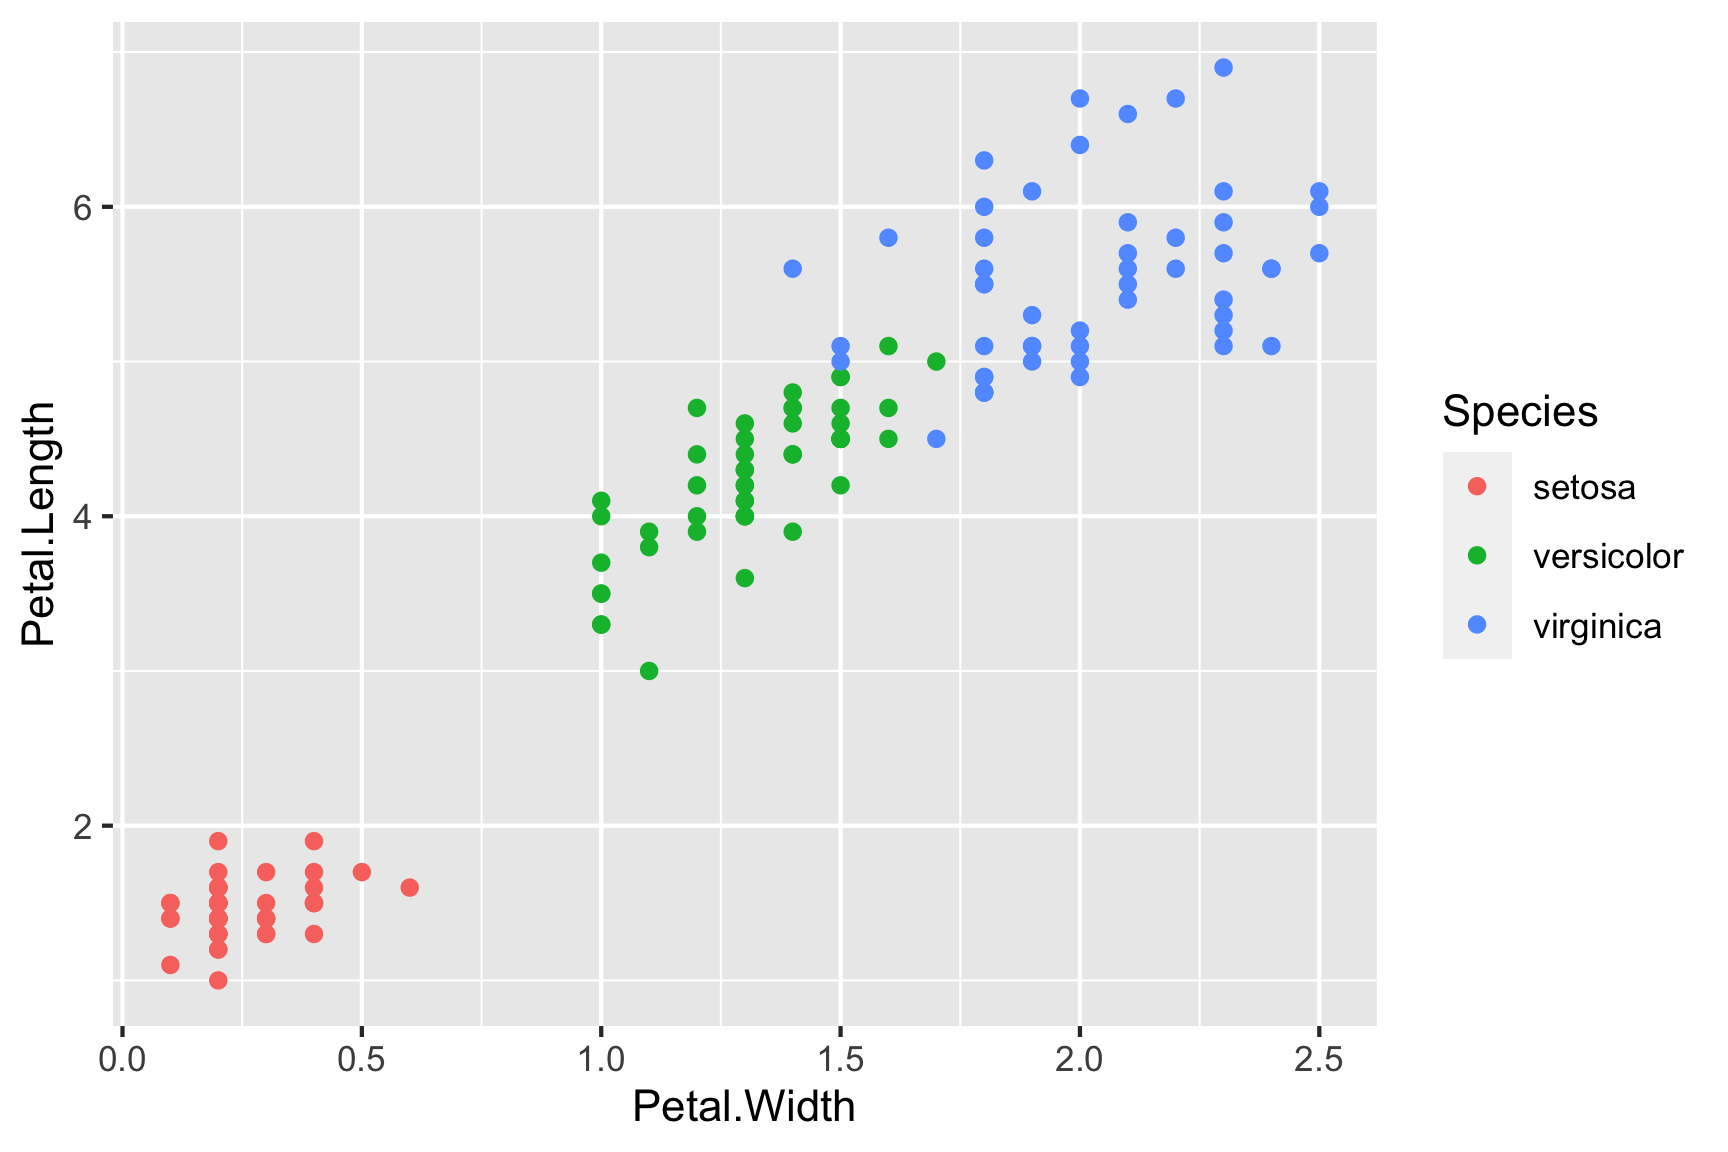 Petal.Length
6
4
2
0.0 0.5 1.0 1.5 2.0 2.5
Petal.Width
Species
setosa
versicolor
virginica